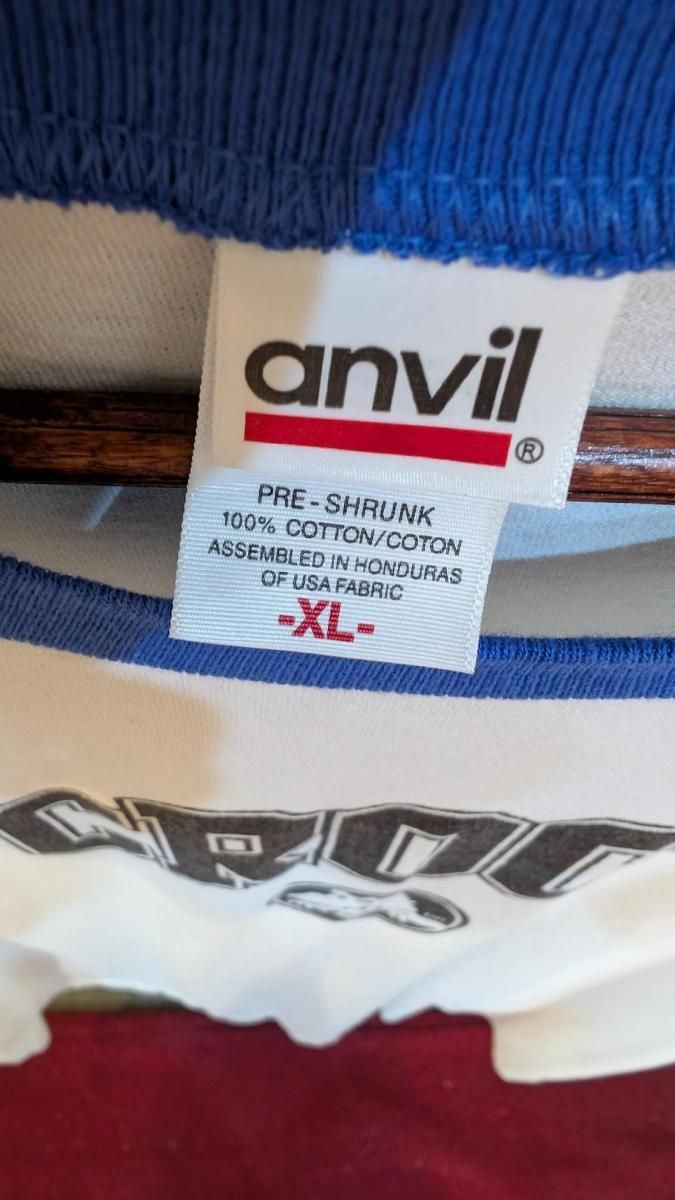 anvil
®
PRE-SHRUNK
100% COTTON/COTON
ASSEMBLED IN HONDURAS
OF USA FABRIC
-XL-